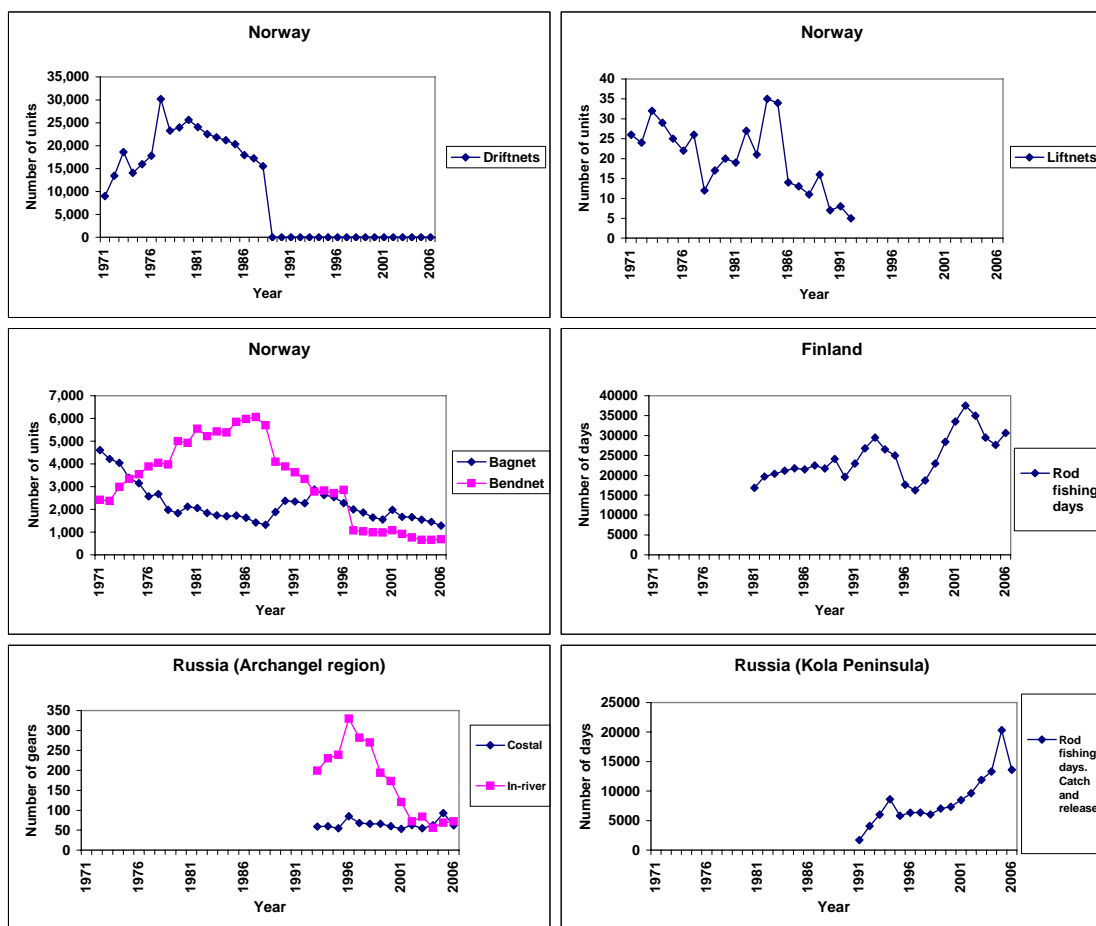 Norway
35,000
30,000
25,000
20,000
15,000
10,000
5,000
0
Number of units
1971
1976
1981
1986
1991
1996
2001
2006
Year
Driftnets
Norway
40
35
30
25
20
15
10
5
0
Number of units
1971
1976
1981
1986
1991
1996
2001
2006
Year
Liftnets
Norway
7,000
6,000
5,000
4,000
3,000
2,000
1,000
0
Number of units
1971
1976
1981
1986
1991
1996
2001
2006
Year
Bagnet
Bendnet
Finland
40000
35000
30000
25000
20000
15000
10000
5000
0
Number of days
1971
1976
1981
1986
1991
1996
2001
2006
Year
Rod
fishing
days
Russia (Archangel region)
350
300
250
200
150
100
50
0
Number of gears
1971
1976
1981
1986
1991
1996
2001
2006
Year
Costal
In-river
Russia (Kola Peninsula)
25000
20000
15000
10000
5000
0
Number of days
1971
1976
1981
1986
1991
1996
2001
2006
Year
Rod
fishing
days.
Catch
and
release